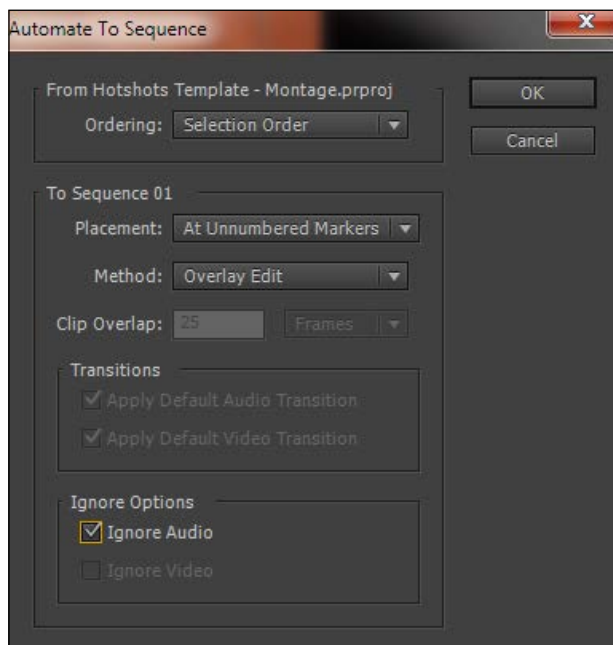 Automate To Sequence
From Hotshots Template - Montage.prproj
Ordering: Selection Order
OK
Cancel
To Sequence 01
Placement: At Unnumbered Markers
Method: Overlay Edit
Clip Overlap: 25 Frames
Transitions
Apply Default Audio Transition
Apply Default Video Transition
Ignore Options
Ignore Audio
Ignore Video